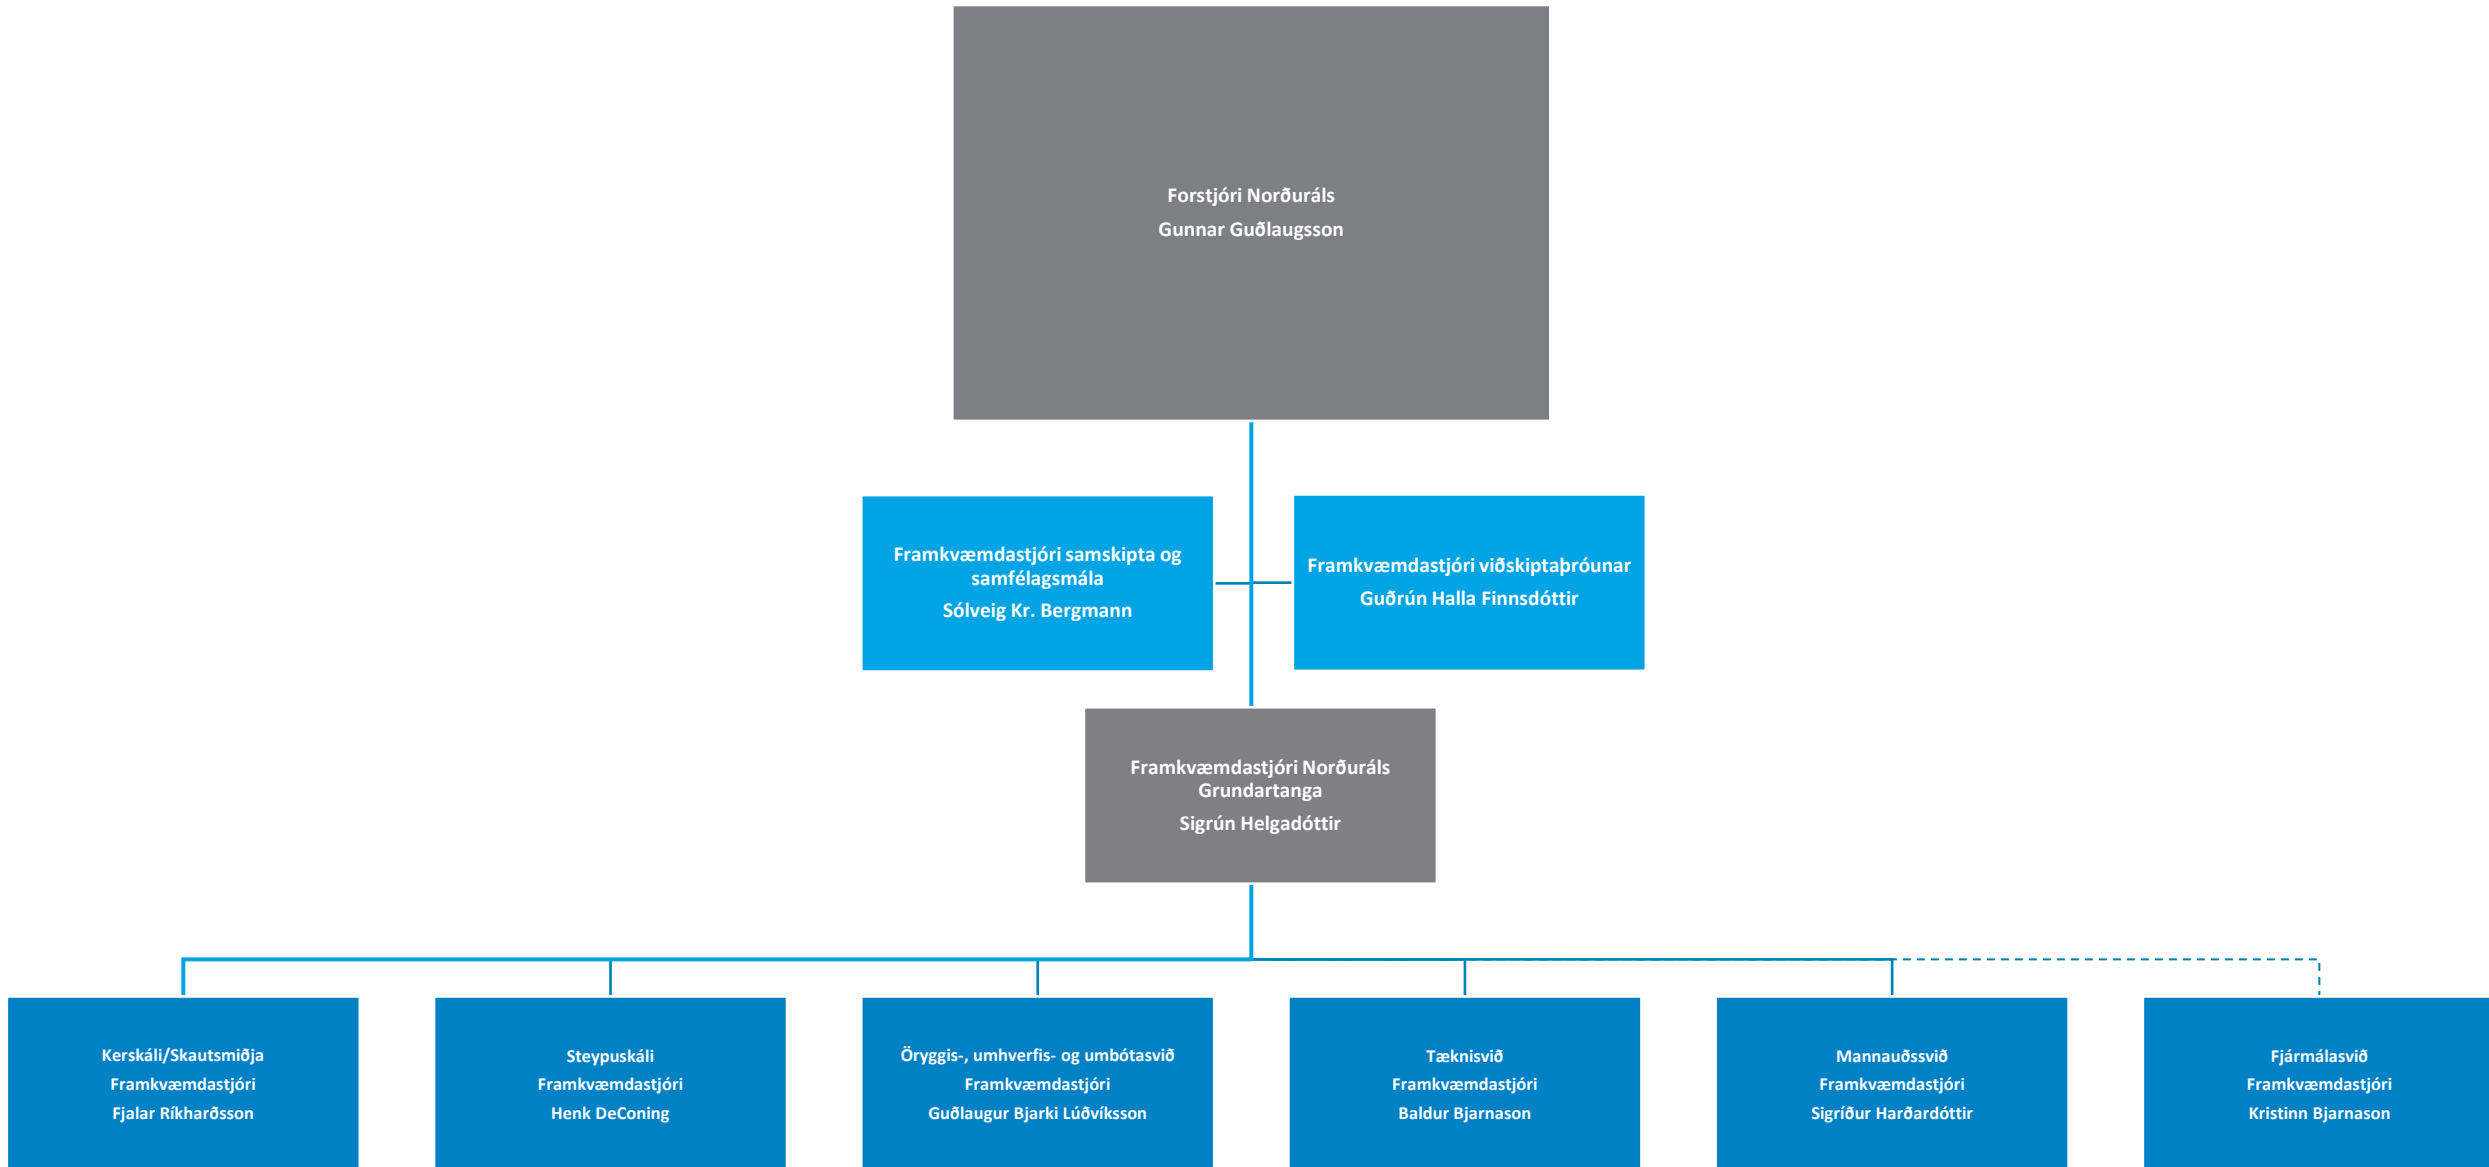 Forstjóri Norðuráls
Gunnar Guðlaugsson
Framkvæmdastjóri samskipta og
samfélagsmála
Sólveig Kr. Bergmann
Framkvæmdastjóri viðskiptaþróunar
Guðrún Halla Finnsdóttir
Framkvæmdastjóri Norðuráls
Grundartanga
Sigrún Helgadóttir
Kerskáli/Skautsmiðja
Framkvæmdastjóri
Fjalar Ríkharðsson
Steypuskáli
Framkvæmdastjóri
Henk DeConing
Öryggis-, umhverfis- og umbótasvið
Framkvæmdastjóri
Guðlaugur Bjarki Lúðvíksson
Tæknisvið
Framkvæmdastjóri
Baldur Bjarnason
Mannauðssvið
Framkvæmdastjóri
Sigríður Harðardóttir
Fjármálasvið
Framkvæmdastjóri
Kristinn Bjarnason